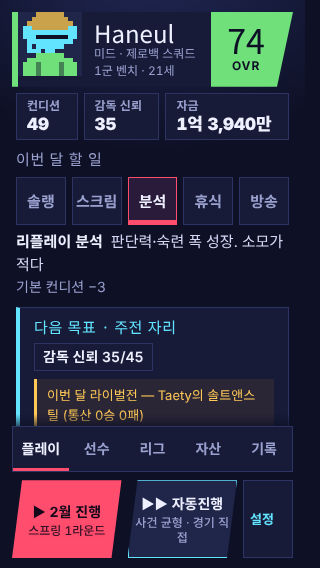 Haneul
미드 · 제로백 스쿼드
1군 벤치 · 21세
74
OVR
컨디션
49
감독 신뢰
35
자금
1억 3,940만
이번 달 할 일
솔랭
스크림
분석
휴식
방송
리플레이 분석 판단력·숙련 폭 성장. 소모가
적다
기본 컨디션 −3
다음 목표 · 주전 자리
감독 신뢰 35/45
이번 달 라이벌전 — Taety의 솔트앤스
틸 (통산 0승 0패)
플레이
선수
리그
자산
기록
▶ 2월 진행
스프링 1라운드
▶▶ 자동진행
사건 균형 · 경기 직
접
설정